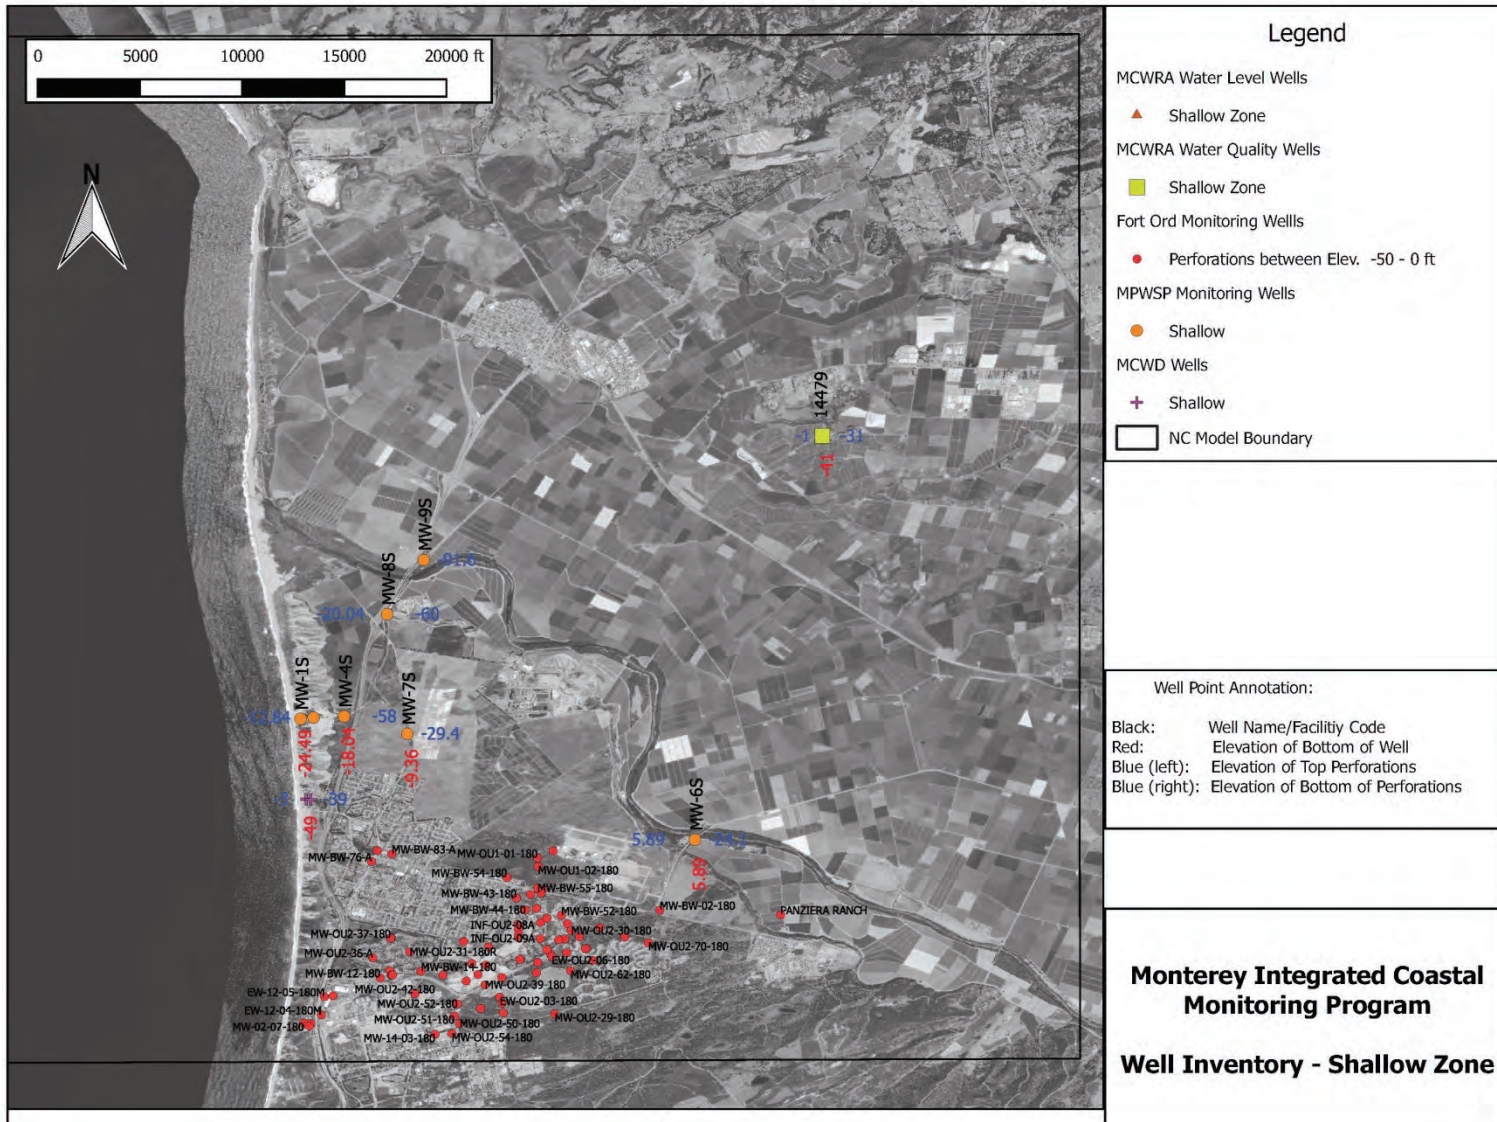 0 5000 10000 15000 20000 ft
N
14479
-1 -31
-41
MW-9S
-91.6
MW-8S
-20.04 -60
MW-1S
MW-4S
MW-7S
-12.84
-58
-29.4
-24.49
-18.04
-9.36
-39
-49
MW-6S
5.89 -24.1
5.89
MW-BW-83-A
MW-BW-76-A
MW-OU1-01-180
MW-OU1-02-180
MW-BW-54-180
MW-BW-55-180
MW-BW-43-180
MW-BW-44-180
MW-BW-52-180
MW-BW-02-180
PANZIERA RANCH
INF-OU2-08A
MW-OU2-30-180
MW-OU2-37-180
INF-OU2-09A
MW-OU2-70-180
MW-OU2-36-A
MW-OU2-31-180R
EW-OU2-06-180
MW-BW-12-180
MW-BW-14-180
MW-OU2-62-180
MW-OU2-42-180
MW-OU2-39-180
EW-12-05-180M
MW-OU2-52-180
EW-OU2-03-180
EW-12-04-180M
MW-OU2-51-180
MW-OU2-50-180
MW-OU2-29-180
MW-02-07-180
MW-14-03-180
MW-OU2-54-180
Legend
MCWRA Water Level Wells
Shallow Zone
MCWRA Water Quality Wells
Shallow Zone
Fort Ord Monitoring Wellls
Perforations between Elev. -50 - 0 ft
MPWSP Monitoring Wells
Shallow
MCWD Wells
Shallow
NC Model Boundary
Well Point Annotation:
Black: Well Name/Facilitiy Code
Red: Elevation of Bottom of Well
Blue (left): Elevation of Top Perforations
Blue (right): Elevation of Bottom of Perforations
Monterey Integrated Coastal
Monitoring Program
Well Inventory - Shallow Zone